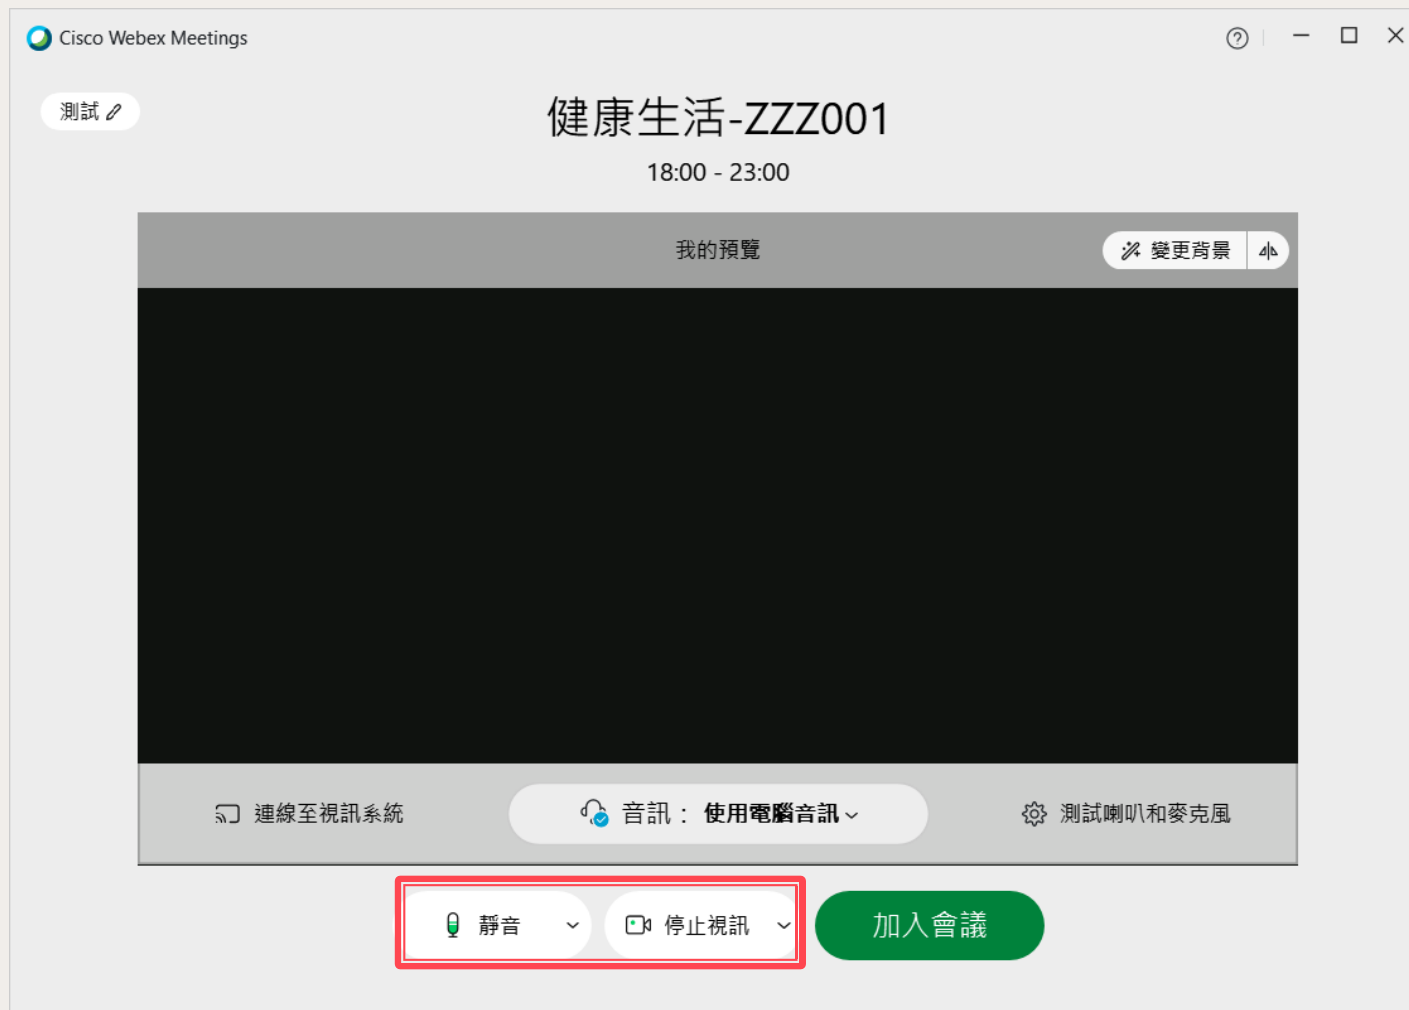 Cisco Webex Meetings
測試
健康生活-ZZZ001
18:00 - 23:00
我的預覽
變更背景
連線至視訊系統
音訊： 使用電腦音訊
測試喇叭和麥克風
靜音
停止視訊
加入會議